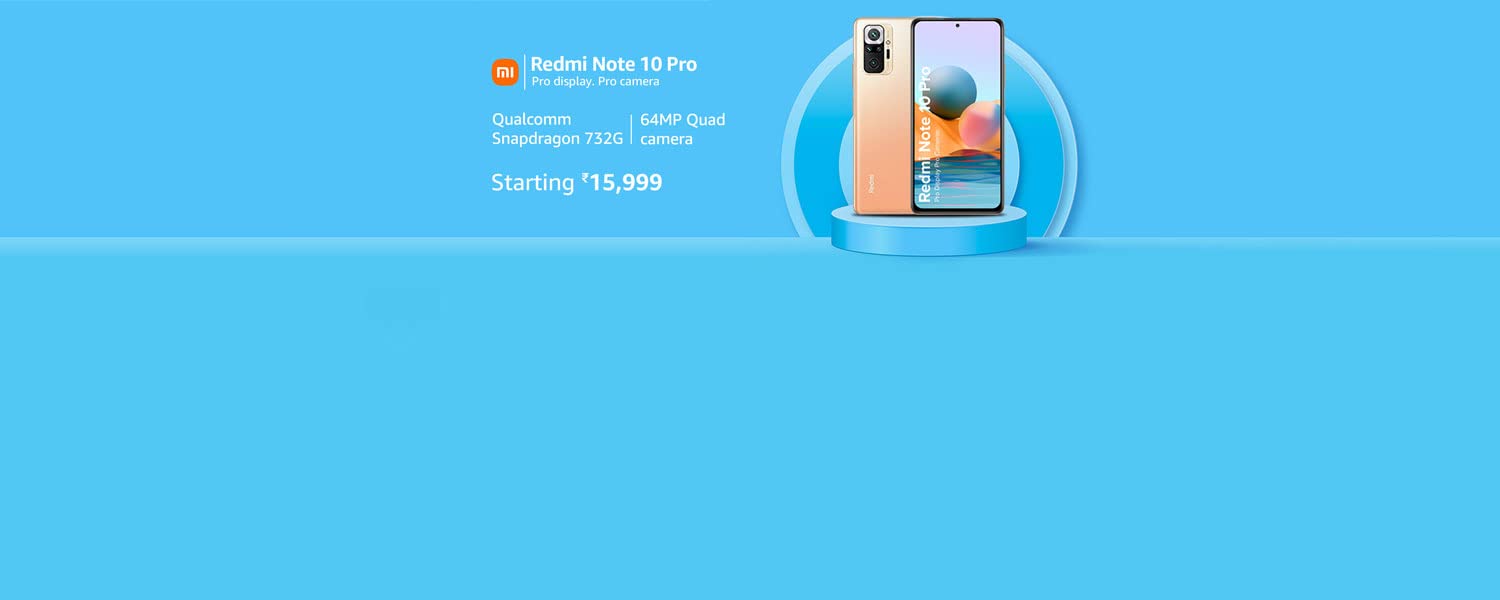 mi
Redmi Note 10 Pro
Pro display. Pro camera
Qualcomm
Snapdragon 732G
64MP Quad
camera
Starting ₹15,999
Redmi
Redmi Note 10 Pro
Pro Display Pro Camera